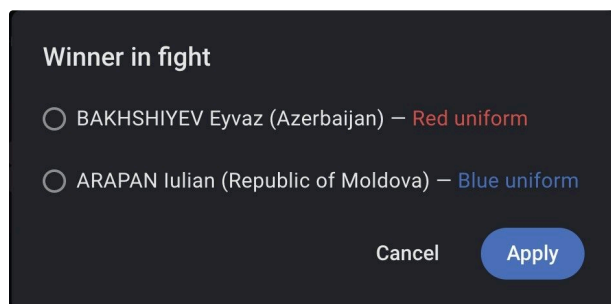 Winner in fight
BAKHSHIYEV Eyvaz (Azerbaijan) — Red uniform
ARAPAN Iulian (Republic of Moldova) — Blue uniform
Cancel Apply